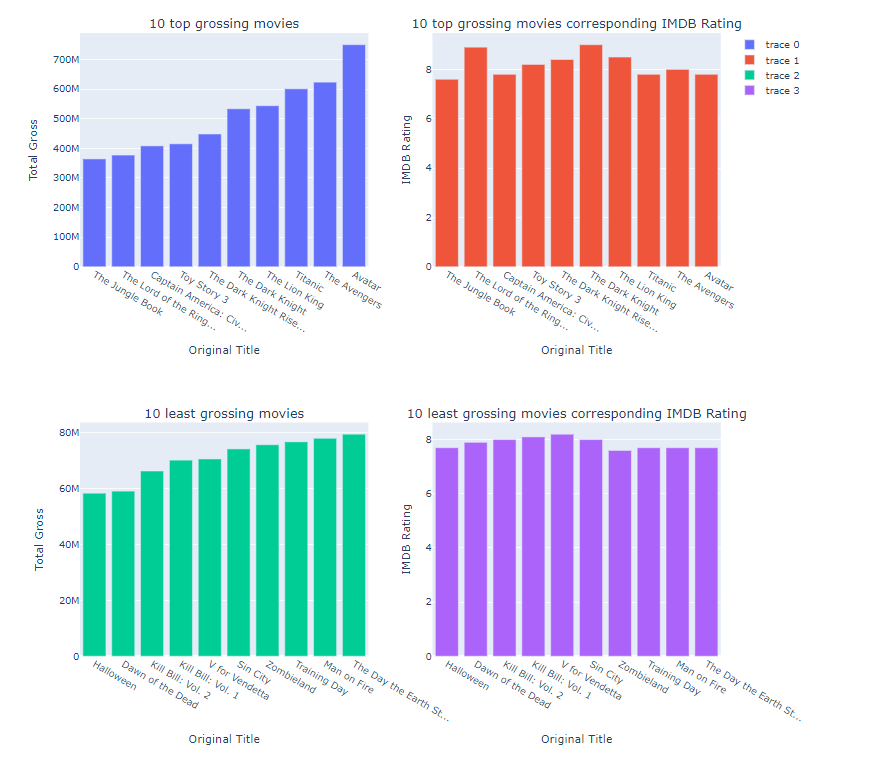 10 top grossing movies
10 top grossing movies corresponding IMDB Rating
trace 0
trace 1
trace 2
trace 3
700M
600M
500M
400M
300M
200M
100M
0
Total Gross
The Jungle Book
The Lord of the Ring...
Captain America: Civ...
Toy Story 3
The Dark Knight Rise...
The Dark Knight
The Lion King
Titanic
The Avengers
Avatar
Original Title
8
6
4
2
0
IMDB Rating
The Jungle Book
The Lord of the Ring...
Captain America: Civ...
Toy Story 3
The Dark Knight Rise...
The Dark Knight
The Lion King
Titanic
The Avengers
Avatar
Original Title
10 least grossing movies
10 least grossing movies corresponding IMDB Rating
80M
60M
40M
20M
0
Total Gross
Halloween
Dawn of the Dead
Kill Bill: Vol. 2
Kill Bill: Vol. 1
V for Vendetta
Sin City
Zombieland
Training Day
Man on Fire
The Day the Earth St...
Original Title
8
6
4
2
0
IMDB Rating
Halloween
Dawn of the Dead
Kill Bill: Vol. 2
Kill Bill: Vol. 1
V for Vendetta
Sin City
Zombieland
Training Day
Man on Fire
The Day the Earth St...
Original Title